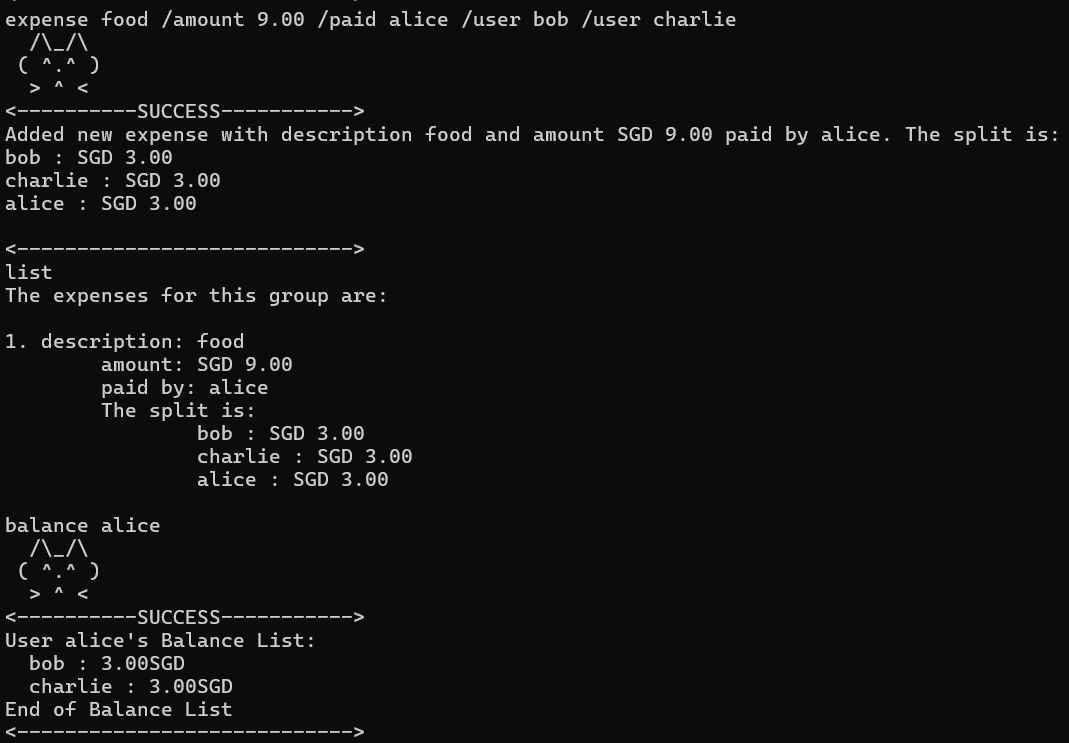 expense food /amount 9.00 /paid alice /user bob /user charlie
  /\_/\
 ( ^.^ )
  > ^ <
<----------SUCCESS----------->
Added new expense with description food and amount SGD 9.00 paid by alice. The split is:
bob : SGD 3.00
charlie : SGD 3.00
alice : SGD 3.00

<---------------------------->
list
The expenses for this group are:

1. description: food
        amount: SGD 9.00
        paid by: alice
        The split is:
                bob : SGD 3.00
                charlie : SGD 3.00
                alice : SGD 3.00

balance alice
  /\_/\
 ( ^.^ )
  > ^ <
<----------SUCCESS----------->
User alice's Balance List:
  bob : 3.00SGD
  charlie : 3.00SGD
End of Balance List
<---------------------------->